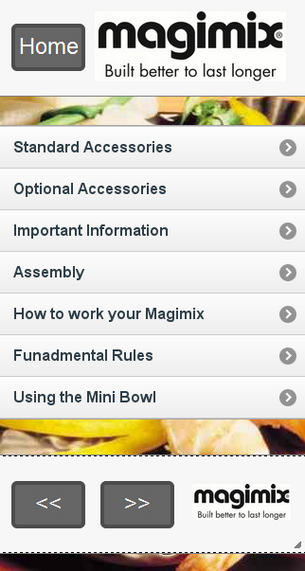 Home
magimix®
Built better to last longer
Standard Accessories
Optional Accessories
Important Information
Assembly
How to work your Magimix
Funadmental Rules
Using the Mini Bowl
<< >>
magimix
Built better to last longer